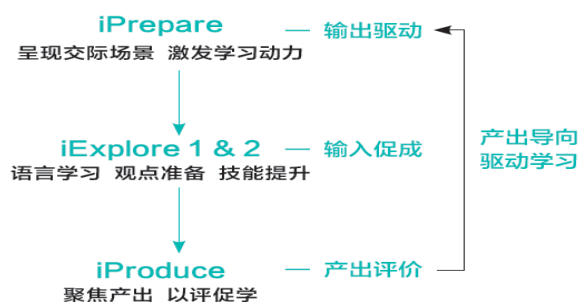 iPrepare — 输出驱动
呈现交际场景 激发学习动力
iExplore 1 & 2 — 输入促成
语言学习 观点准备 技能提升
iProduce — 产出评价
聚焦产出 以评促学
产出导向
驱动学习